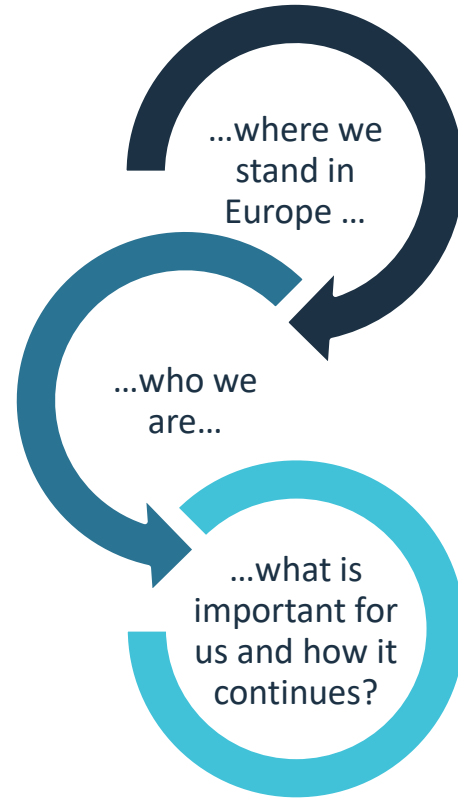 …where we
stand in
Europe …
…who we
are…
…what is
important for
us and how it
continues?